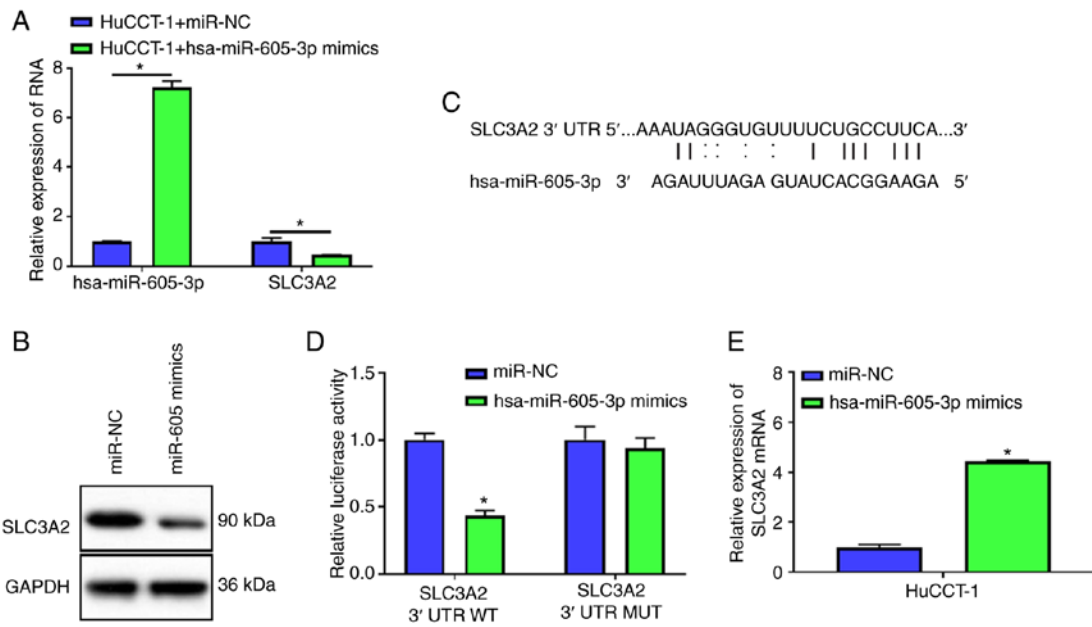 A
HuCCT-1+miR-NC
HuCCT-1+hsa-miR-605-3p mimics
Relative expression of RNA
8
6
4
2
0
*
*
hsa-miR-605-3p
SLC3A2
C
SLC3A2 3′ UTR 5′...AAAUAGGGUGUUUUCUGCCUUCA...3′
hsa-miR-605-3p 3′ AGAUUUAGA GUAUCACGGAAGA 5′
B
miR-NC
miR-605 mimics
SLC3A2
90 kDa
GAPDH
36 kDa
D
miR-NC
hsa-miR-605-3p mimics
Relative luciferase activity
1.5
1.0
0.5
0.0
*
SLC3A2
3′ UTR WT
SLC3A2
3′ UTR MUT
E
miR-NC
hsa-miR-605-3p mimics
Relative expression of
SLC3A2 mRNA
8
6
4
2
0
*
HuCCT-1